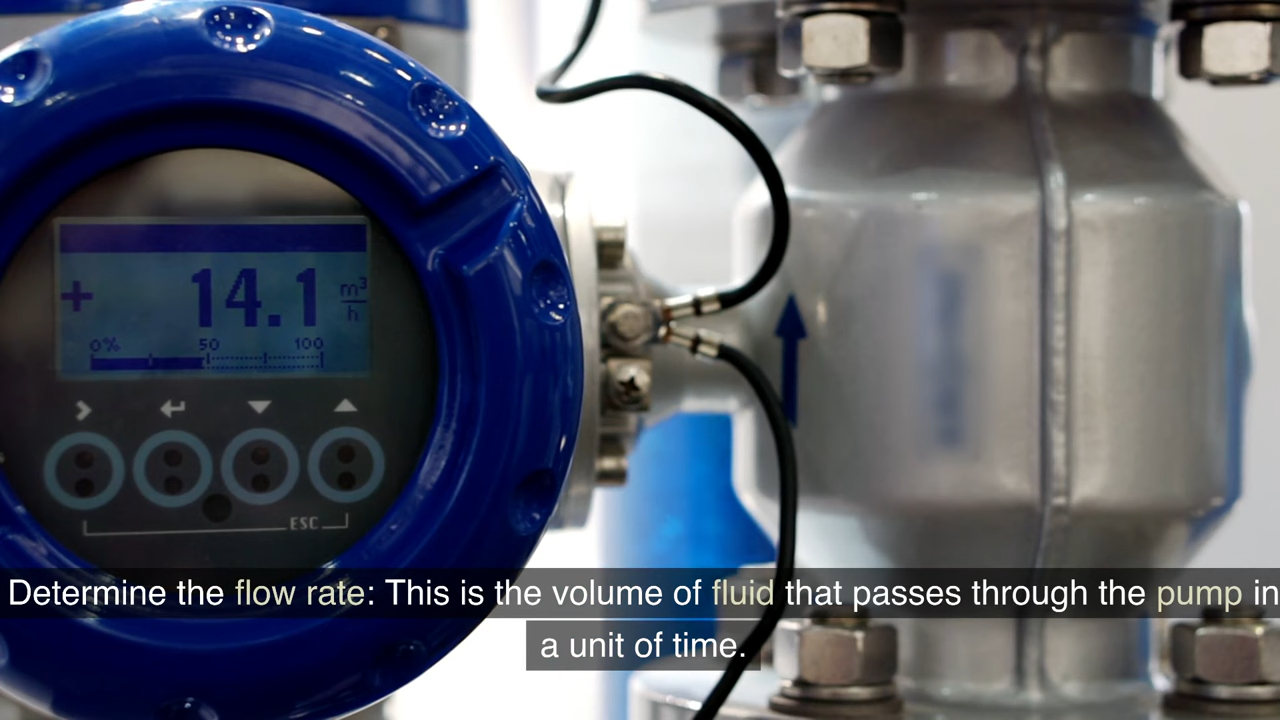 + 14.1 m³/h
0% 50 100
ESC
Determine the flow rate: This is the volume of fluid that passes through the pump in
a unit of time.